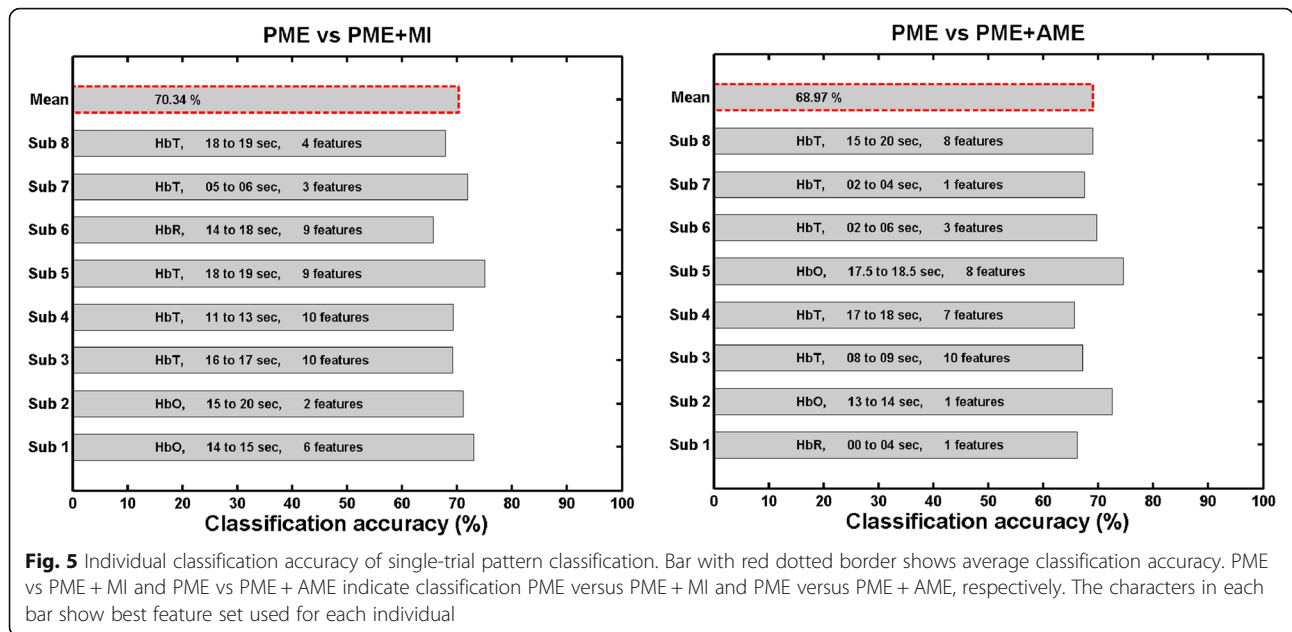 PME vs PME+MI
Mean
70.34 %
Sub 8
HbT, 18 to 19 sec, 4 features
Sub 7
HbT, 05 to 06 sec, 3 features
Sub 6
HbR, 14 to 18 sec, 9 features
Sub 5
HbT, 18 to 19 sec, 9 features
Sub 4
HbT, 11 to 13 sec, 10 features
Sub 3
HbT, 16 to 17 sec, 10 features
Sub 2
HbO, 15 to 20 sec, 2 features
Sub 1
HbO, 14 to 15 sec, 6 features
0 10 20 30 40 50 60 70 80 90 100
Classification accuracy (%)
PME vs PME+AME
Mean
68.97 %
Sub 8
HbT, 15 to 20 sec, 8 features
Sub 7
HbT, 02 to 04 sec, 1 features
Sub 6
HbT, 02 to 06 sec, 3 features
Sub 5
HbO, 17.5 to 18.5 sec, 8 features
Sub 4
HbT, 17 to 18 sec, 7 features
Sub 3
HbT, 08 to 09 sec, 10 features
Sub 2
HbO, 13 to 14 sec, 1 features
Sub 1
HbR, 00 to 04 sec, 1 features
0 10 20 30 40 50 60 70 80 90 100
Classification accuracy (%)
Fig. 5 Individual classification accuracy of single-trial pattern classification. Bar with red dotted border shows average classification accuracy. PME
vs PME + MI and PME vs PME + AME indicate classification PME versus PME + MI and PME versus PME + AME, respectively. The characters in each
bar show best feature set used for each individual